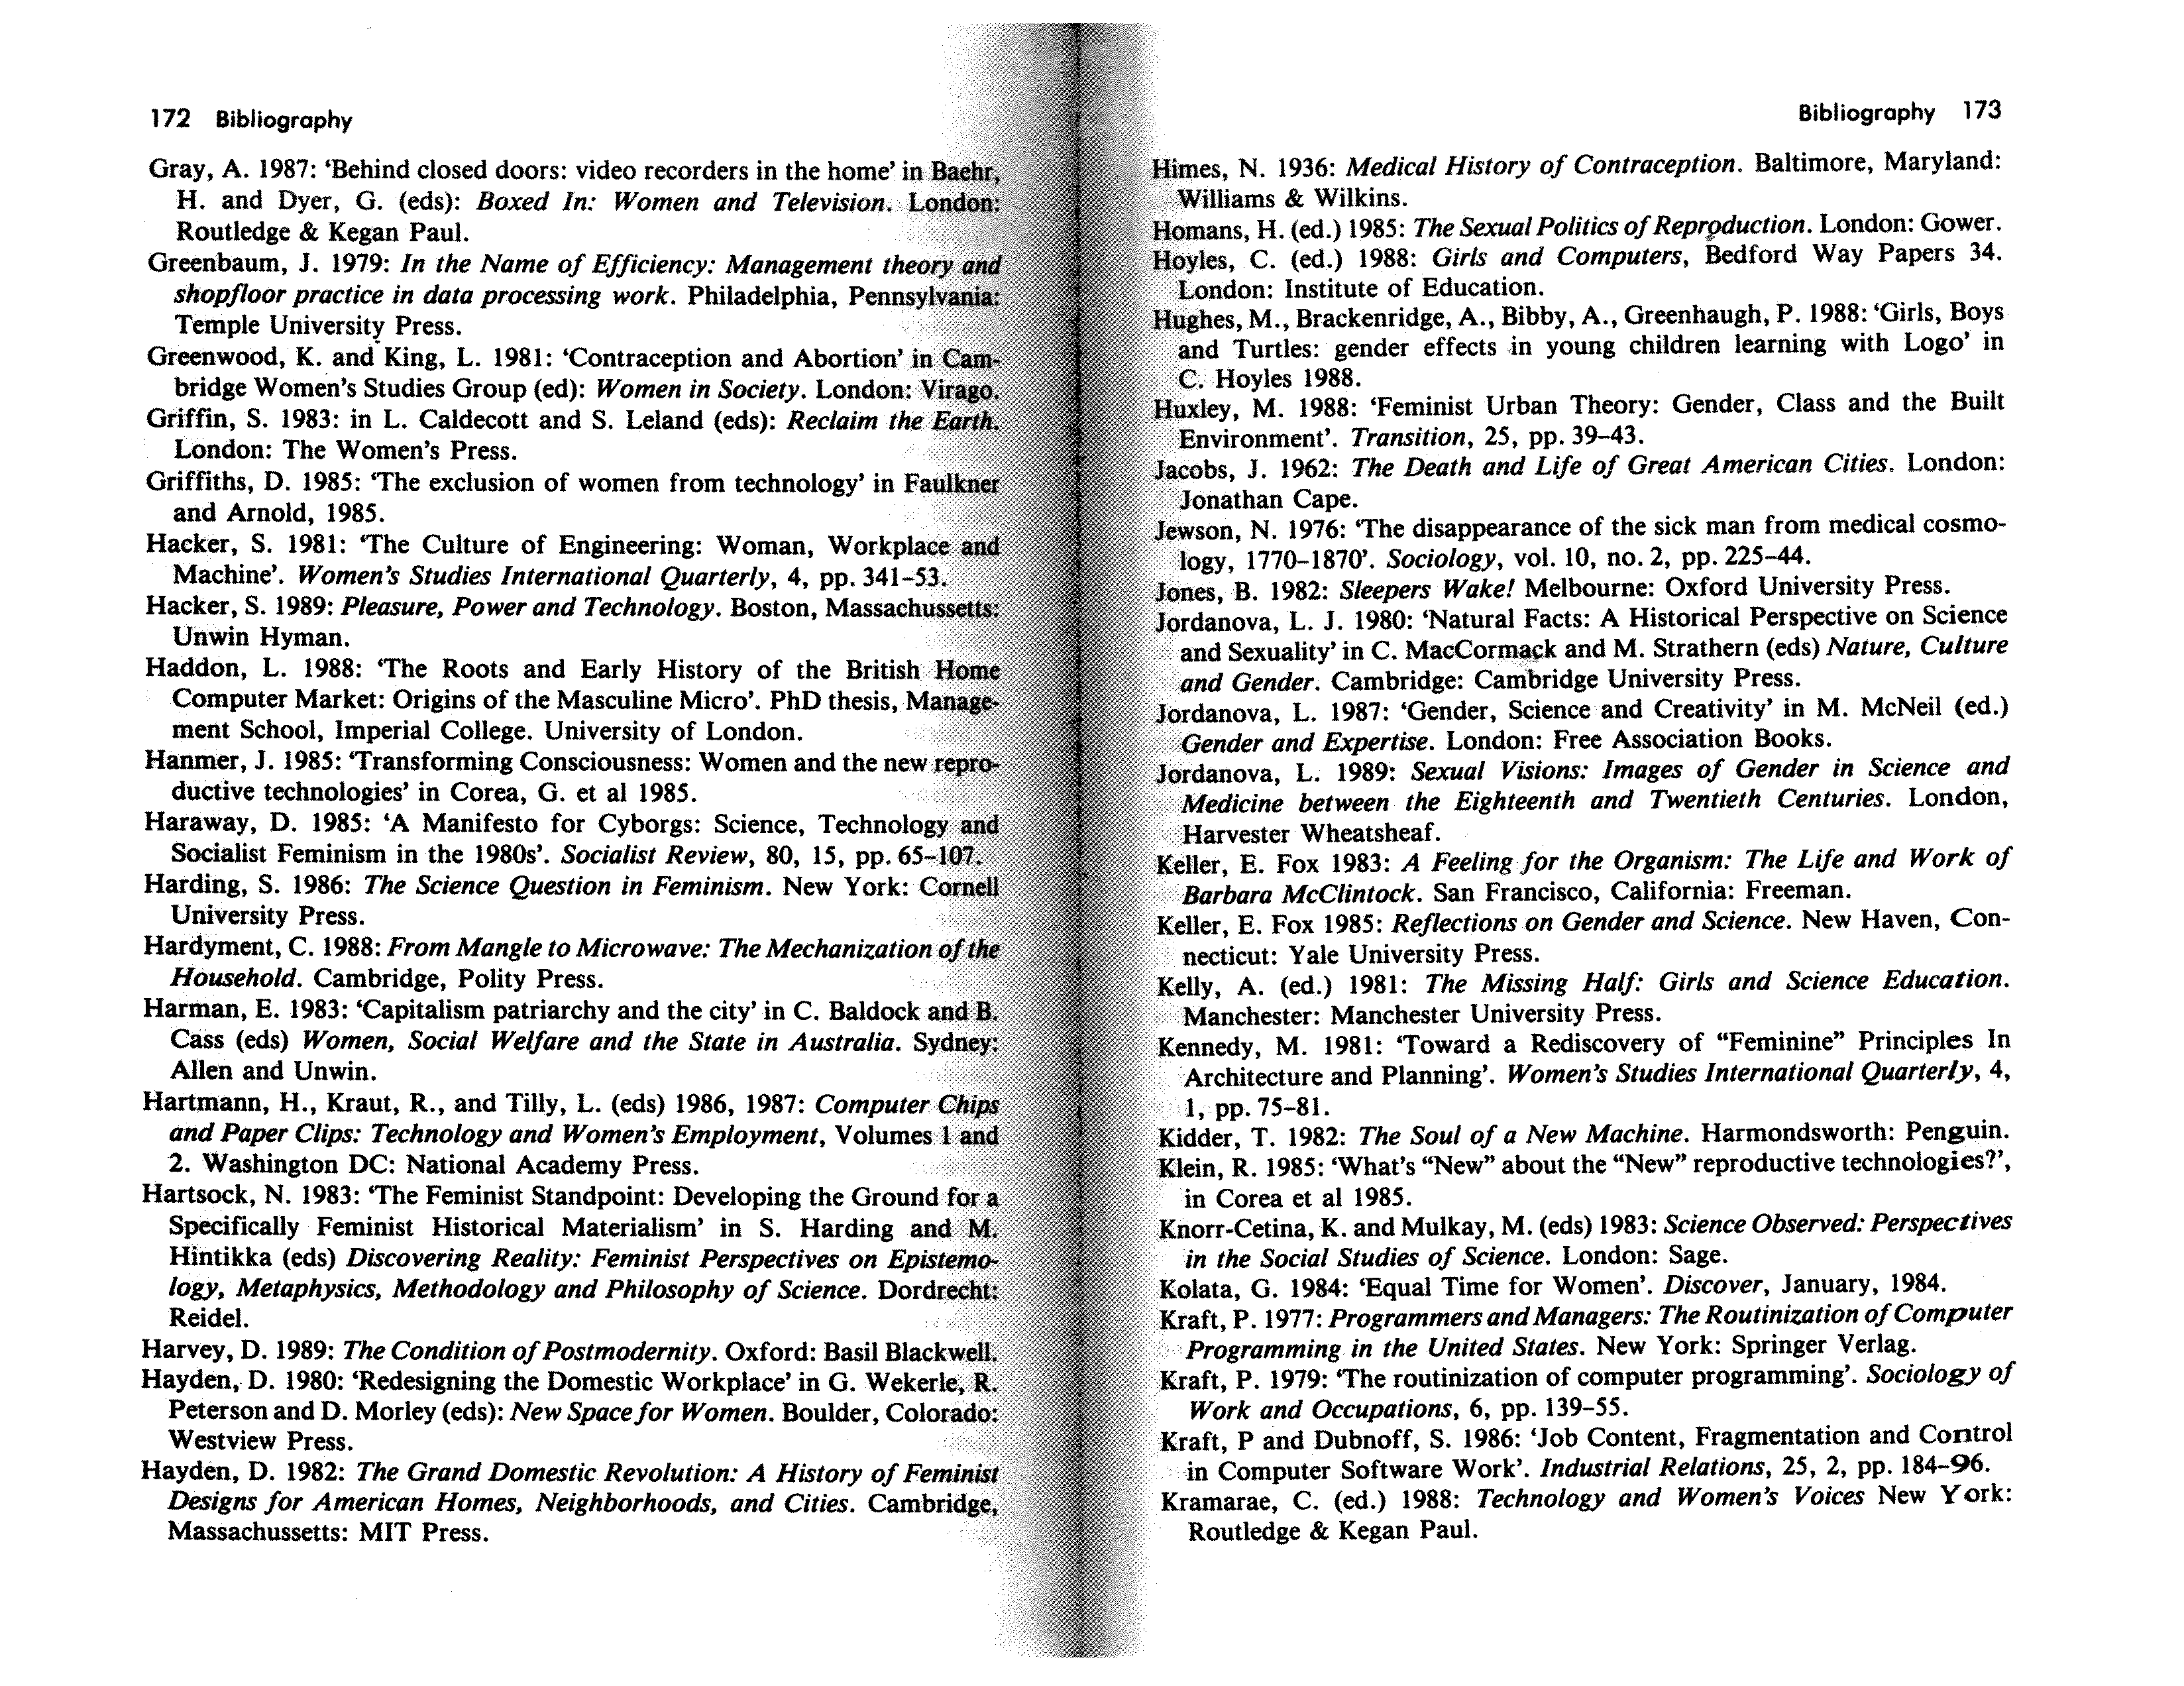 172 Bibliography
Gray, A. 1987: ‘Behind closed doors: video recorders in the home’ in Baehr,
H. and Dyer, G. (eds): Boxed In: Women and Television. London:
Routledge & Kegan Paul.
Greenbaum, J. 1979: In the Name of Efficiency: Management theory and
shopfloor practice in data processing work. Philadelphia, Pennsylvania:
Temple University Press.
Greenwood, K. and King, L. 1981: ‘Contraception and Abortion’ in Cam-
bridge Women’s Studies Group (ed): Women in Society. London: Virago.
Griffin, S. 1983: in L. Caldecott and S. Leland (eds): Reclaim the Earth.
London: The Women’s Press.
Griffiths, D. 1985: ‘The exclusion of women from technology’ in Faulkner
and Arnold, 1985.
Hacker, S. 1981: ‘The Culture of Engineering: Woman, Workplace and
Machine’. Women’s Studies International Quarterly, 4, pp. 341–53.
Hacker, S. 1989: Pleasure, Power and Technology. Boston, Massachussetts:
Unwin Hyman.
Haddon, L. 1988: ‘The Roots and Early History of the British Home
Computer Market: Origins of the Masculine Micro’. PhD thesis, Manage-
ment School, Imperial College. University of London.
Hanmer, J. 1985: ‘Transforming Consciousness: Women and the new repro-
ductive technologies’ in Corea, G. et al 1985.
Haraway, D. 1985: ‘A Manifesto for Cyborgs: Science, Technology and
Socialist Feminism in the 1980s’. Socialist Review, 80, 15, pp. 65–107.
Harding, S. 1986: The Science Question in Feminism. New York: Cornell
University Press.
Hardyment, C. 1988: From Mangle to Microwave: The Mechanization of the
Household. Cambridge, Polity Press.
Harman, E. 1983: ‘Capitalism patriarchy and the city’ in C. Baldock and B.
Cass (eds) Women, Social Welfare and the State in Australia. Sydney:
Allen and Unwin.
Hartmann, H., Kraut, R., and Tilly, L. (eds) 1986, 1987: Computer Chips
and Paper Clips: Technology and Women’s Employment, Volumes 1 and
2. Washington DC: National Academy Press.
Hartsock, N. 1983: ‘The Feminist Standpoint: Developing the Ground for a
Specifically Feminist Historical Materialism’ in S. Harding and M.
Hintikka (eds) Discovering Reality: Feminist Perspectives on Epistemo-
logy, Metaphysics, Methodology and Philosophy of Science. Dordrecht:
Reidel.
Harvey, D. 1989: The Condition of Postmodernity. Oxford: Basil Blackwell.
Hayden, D. 1980: ‘Redesigning the Domestic Workplace’ in G. Wekerle, R.
Peterson and D. Morley (eds): New Space for Women. Boulder, Colorado:
Westview Press.
Hayden, D. 1982: The Grand Domestic Revolution: A History of Feminist
Designs for American Homes, Neighborhoods, and Cities. Cambridge,
Massachussetts: MIT Press.
Bibliography 173
Himes, N. 1936: Medical History of Contraception. Baltimore, Maryland:
Williams & Wilkins.
Homans, H. (ed.) 1985: The Sexual Politics of Reproduction. London: Gower.
Hoyles, C. (ed.) 1988: Girls and Computers, Bedford Way Papers 34.
London: Institute of Education.
Hughes, M., Brackenridge, A., Bibby, A., Greenhaugh, P. 1988: ‘Girls, Boys
and Turtles: gender effects in young children learning with Logo’ in
C. Hoyles 1988.
Huxley, M. 1988: ‘Feminist Urban Theory: Gender, Class and the Built
Environment’. Transition, 25, pp. 39–43.
Jacobs, J. 1962: The Death and Life of Great American Cities. London:
Jonathan Cape.
Jewson, N. 1976: ‘The disappearance of the sick man from medical cosmo-
logy, 1770–1870’. Sociology, vol. 10, no. 2, pp. 225–44.
Jones, B. 1982: Sleepers Wake! Melbourne: Oxford University Press.
Jordanova, L. J. 1980: ‘Natural Facts: A Historical Perspective on Science
and Sexuality’ in C. MacCormack and M. Strathern (eds) Nature, Culture
and Gender. Cambridge: Cambridge University Press.
Jordanova, L. 1987: ‘Gender, Science and Creativity’ in M. McNeil (ed.)
Gender and Expertise. London: Free Association Books.
Jordanova, L. 1989: Sexual Visions: Images of Gender in Science and
Medicine between the Eighteenth and Twentieth Centuries. London,
Harvester Wheatsheaf.
Keller, E. Fox 1983: A Feeling for the Organism: The Life and Work of
Barbara McClintock. San Francisco, California: Freeman.
Keller, E. Fox 1985: Reflections on Gender and Science. New Haven, Con-
necticut: Yale University Press.
Kelly, A. (ed.) 1981: The Missing Half: Girls and Science Education.
Manchester: Manchester University Press.
Kennedy, M. 1981: ‘Toward a Rediscovery of “Feminine” Principles In
Architecture and Planning’. Women’s Studies International Quarterly, 4,
1, pp. 75–81.
Kidder, T. 1982: The Soul of a New Machine. Harmondsworth: Penguin.
Klein, R. 1985: ‘What’s “New” about the “New” reproductive technologies?’,
in Corea et al 1985.
Knorr-Cetina, K. and Mulkay, M. (eds) 1983: Science Observed: Perspectives
in the Social Studies of Science. London: Sage.
Kolata, G. 1984: ‘Equal Time for Women’. Discover, January, 1984.
Kraft, P. 1977: Programmers and Managers: The Routinization of Computer
Programming in the United States. New York: Springer Verlag.
Kraft, P. 1979: ‘The routinization of computer programming’. Sociology of
Work and Occupations, 6, pp. 139–55.
Kraft, P and Dubnoff, S. 1986: ‘Job Content, Fragmentation and Control
in Computer Software Work’. Industrial Relations, 25, 2, pp. 184–96.
Kramarae, C. (ed.) 1988: Technology and Women’s Voices New York:
Routledge & Kegan Paul.